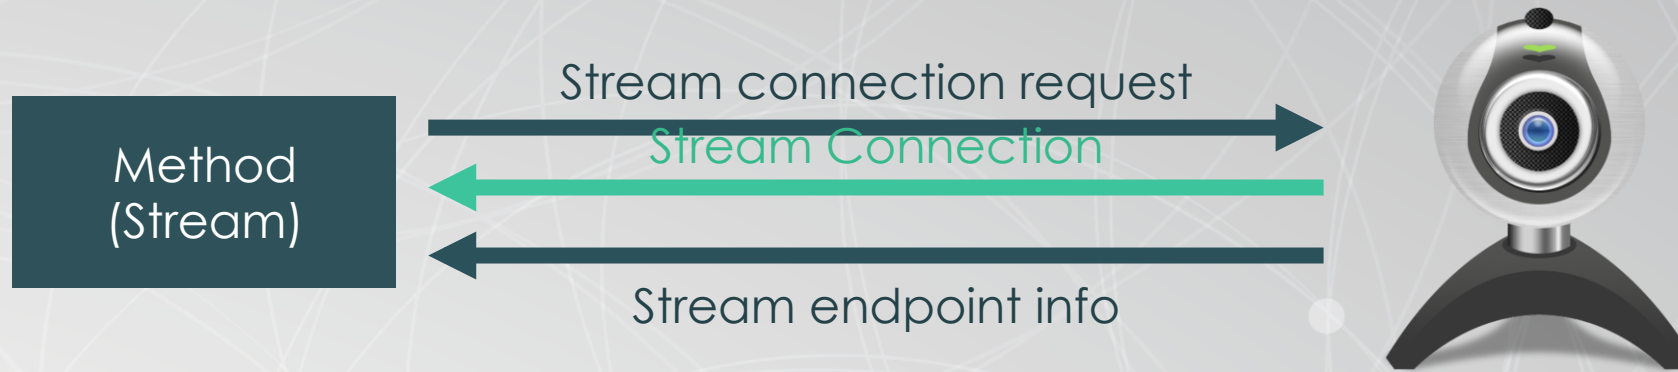 Method
(Stream)
Stream connection request
Stream Connection
Stream endpoint info